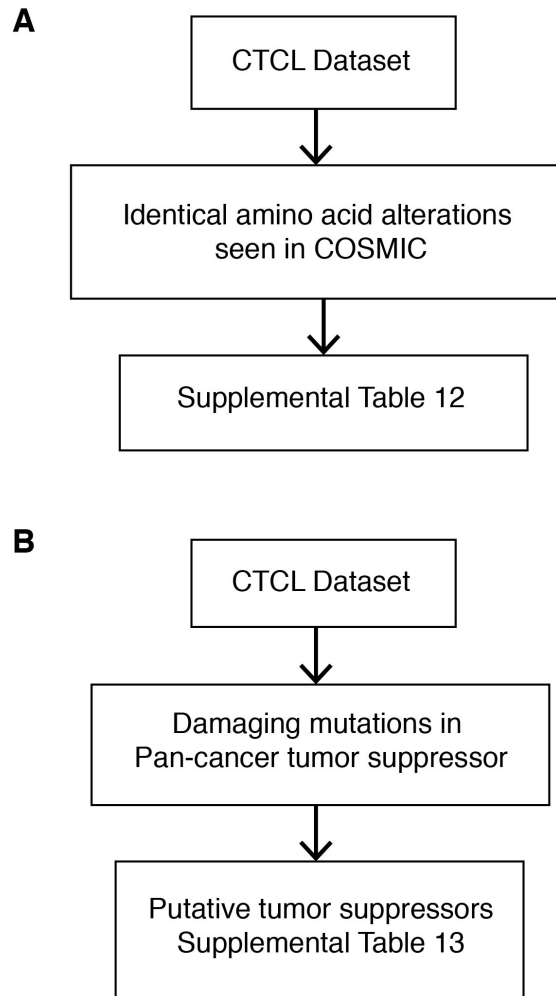 A
CTCL Dataset
Identical amino acid alterations
seen in COSMIC
Supplemental Table 12
B
CTCL Dataset
Damaging mutations in
Pan-cancer tumor suppressor
Putative tumor suppressors
Supplemental Table 13